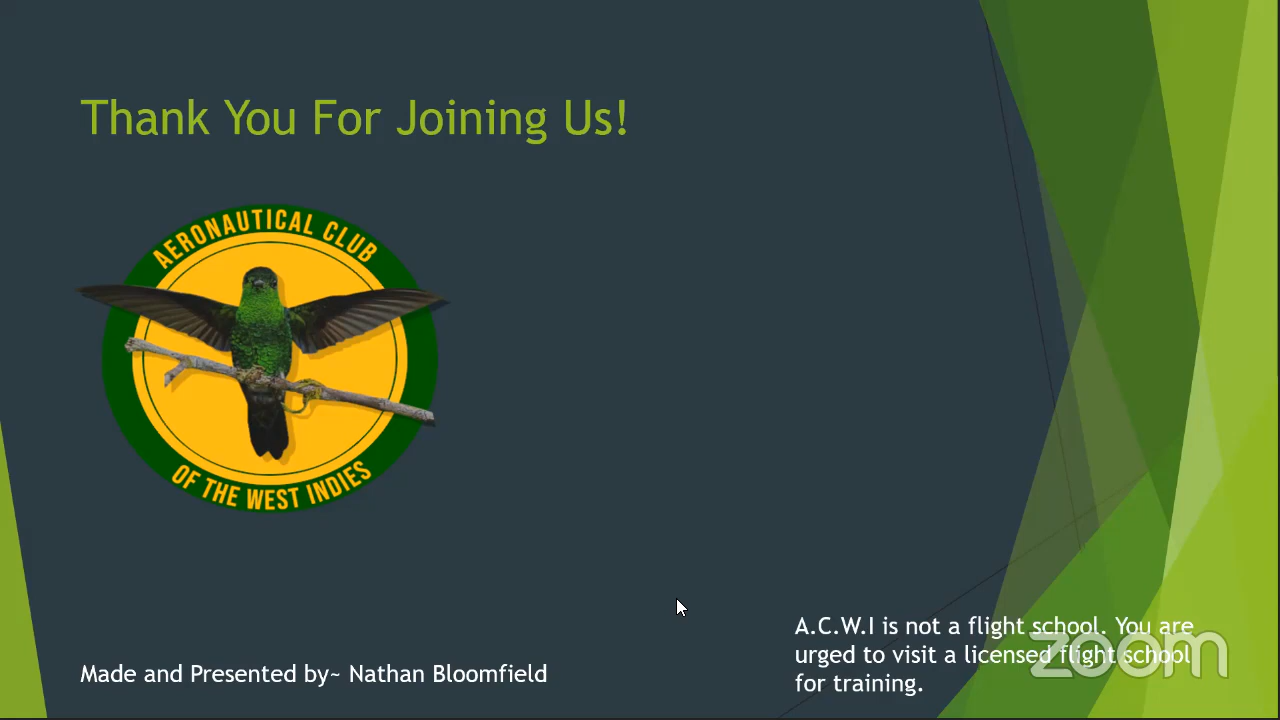 Thank You For Joining Us!
AERONAUTICAL CLUB
OF THE WEST INDIES
Made and Presented by~ Nathan Bloomfield
A.C.W.I is not a flight school. You are
urged to visit a licensed flight school
for training.
zoom